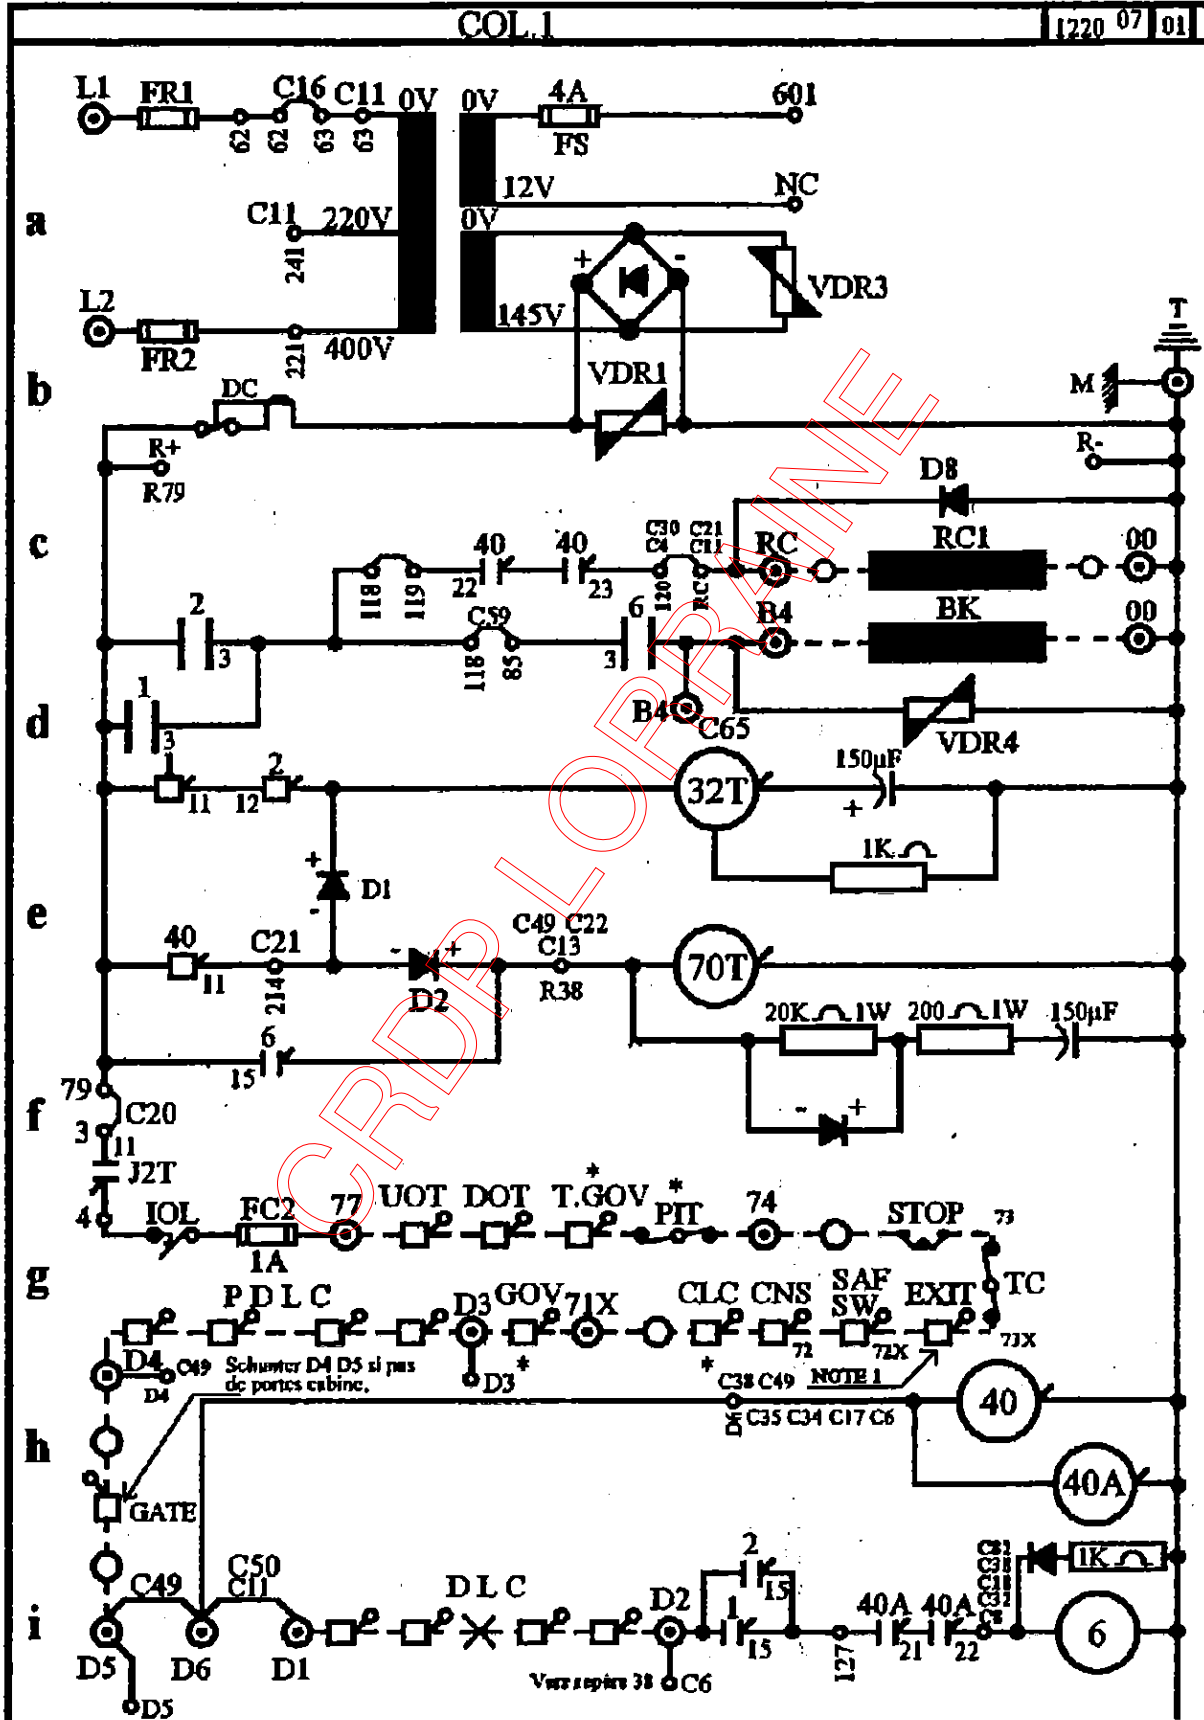 COL.1
1220 07 01
L1 FR1 C16 C11 0V 0V 4A 601
62 62 63 63 FS
12V NC
a C11 220V 0V
241 + - VDR3
L2 145V
FR2 221 400V T
b DC VDR1 M
R+ R-
R79 D8
c 40 40 C30 C4 C21 C11 RC RC1 00
118 119 22 23 120 RC
2 C59 6 B4 BK 00
3 118 85 3
d 1 B4 C65 VDR4
3 2 150µF
11 12 32T +
1K
+ D1
-
e 40 C21 C49 C22
C13
- + 70T
11 214 D2 R38
20K 1W 200 1W 150µF
6
15
79
f C20 - +
3
11
J2T
4 IOL FC2 77 UOT DOT T.GOV * PIT * 74 STOP 73
1A
g P D L C D3 GOV 71X CLC CNS SAF SW EXIT TC
72 72X 73X
D4 C49 Schunter D4 D5 si pas * D3 * NOTE 1
D4 de portes cabine.
C38 C49 40
D6 C35 C34 C17 C6
h 40A
GATE
C49 C50 C11 2 1K
D L C D2 15
i 1 40A 40A 6
15 127 21 22
D5 D6 D1
D5 C6
CRDP LORRAINE